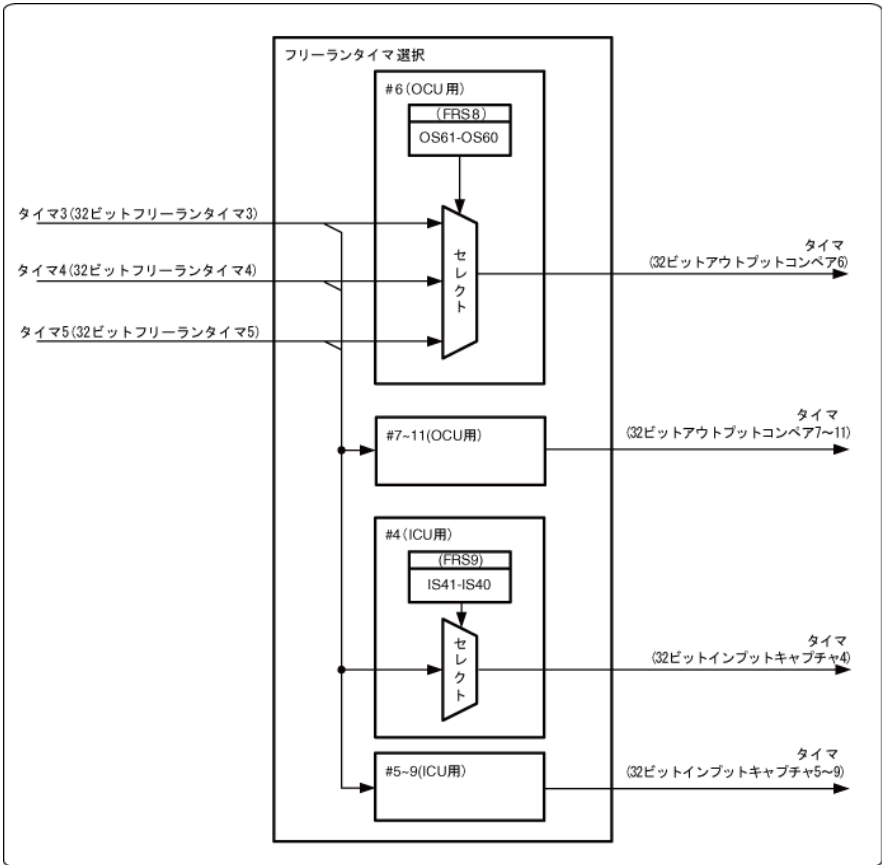 フリーランタイマ選択
#6(OCU用)
(FRS8)
OS61-OS60
タイマ3(32ビットフリーランタイマ3)
タイマ4(32ビットフリーランタイマ4)
タイマ5(32ビットフリーランタイマ5)
セレクト
タイマ
(32ビットアウトプットコンペア6)
#7~11(OCU用)
タイマ
(32ビットアウトプットコンペア7～11)
#4(ICU用)
(FRS9)
IS41-IS40
セレクト
タイマ
(32ビットインプットキャプチャ4)
#5~9(ICU用)
タイマ
(32ビットインプットキャプチャ5～9)